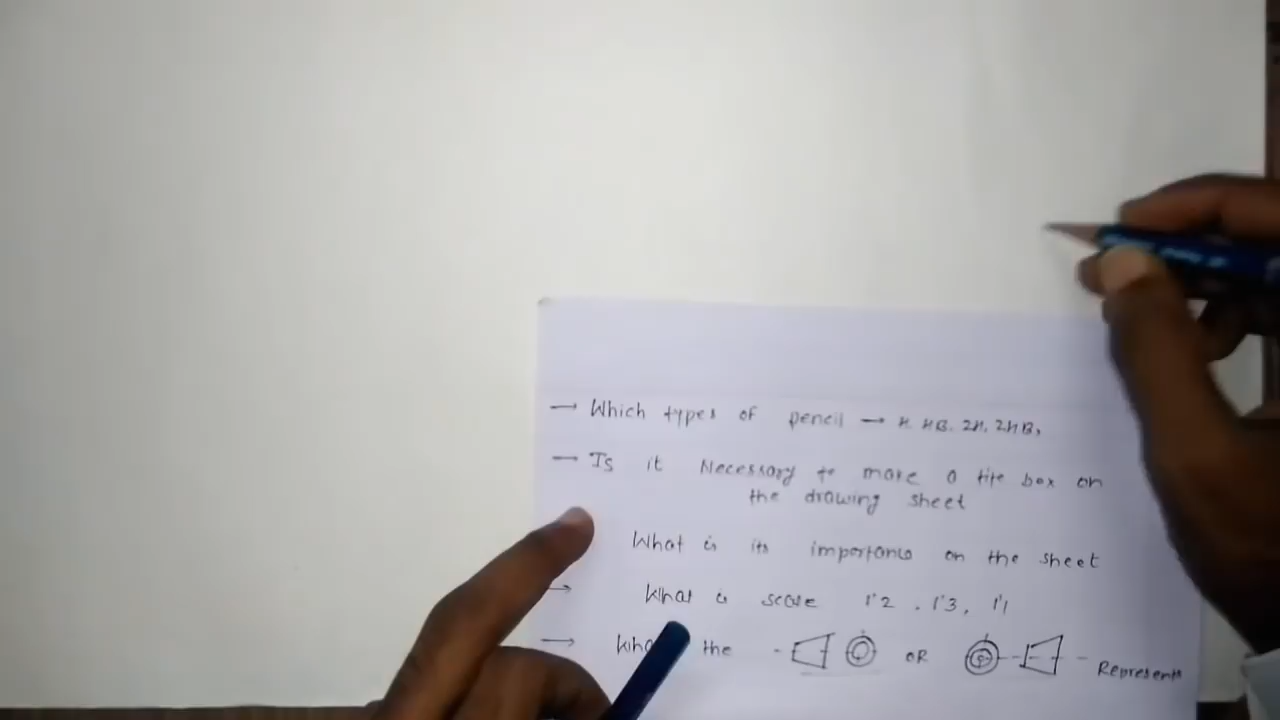 → Which types of pencil → H. HB. 2H. 2HB,
→ Is it Necessary to make a title box on
the drawing sheet
What is its importance on the sheet
→ What is scale 1:2 , 1:3, 1:1
→ the OR Represents